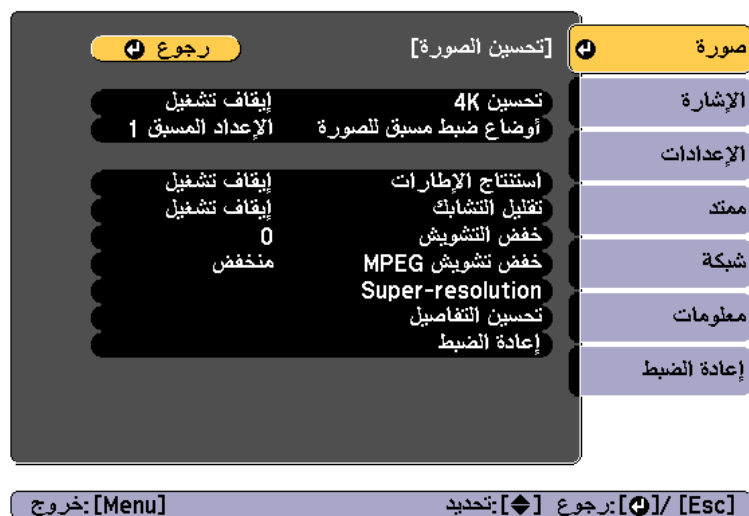 صورة
الإشارة
الإعدادات
ممتد
شبكة
معلومات
إعادة الضبط
[تحسين الصورة] رجوع
تحسين 4K إيقاف تشغيل
أوضاع ضبط مسبق للصورة الإعداد المسبق 1
استنتاج الإطارات إيقاف تشغيل
تقليل التشابك إيقاف تشغيل
خفض التشويش 0
خفض تشويش MPEG منخفض
Super-resolution
تحسين التفاصيل
إعادة الضبط
[Esc] /[⏎]:رجوع [◆]:تحديد [Menu]:خروج